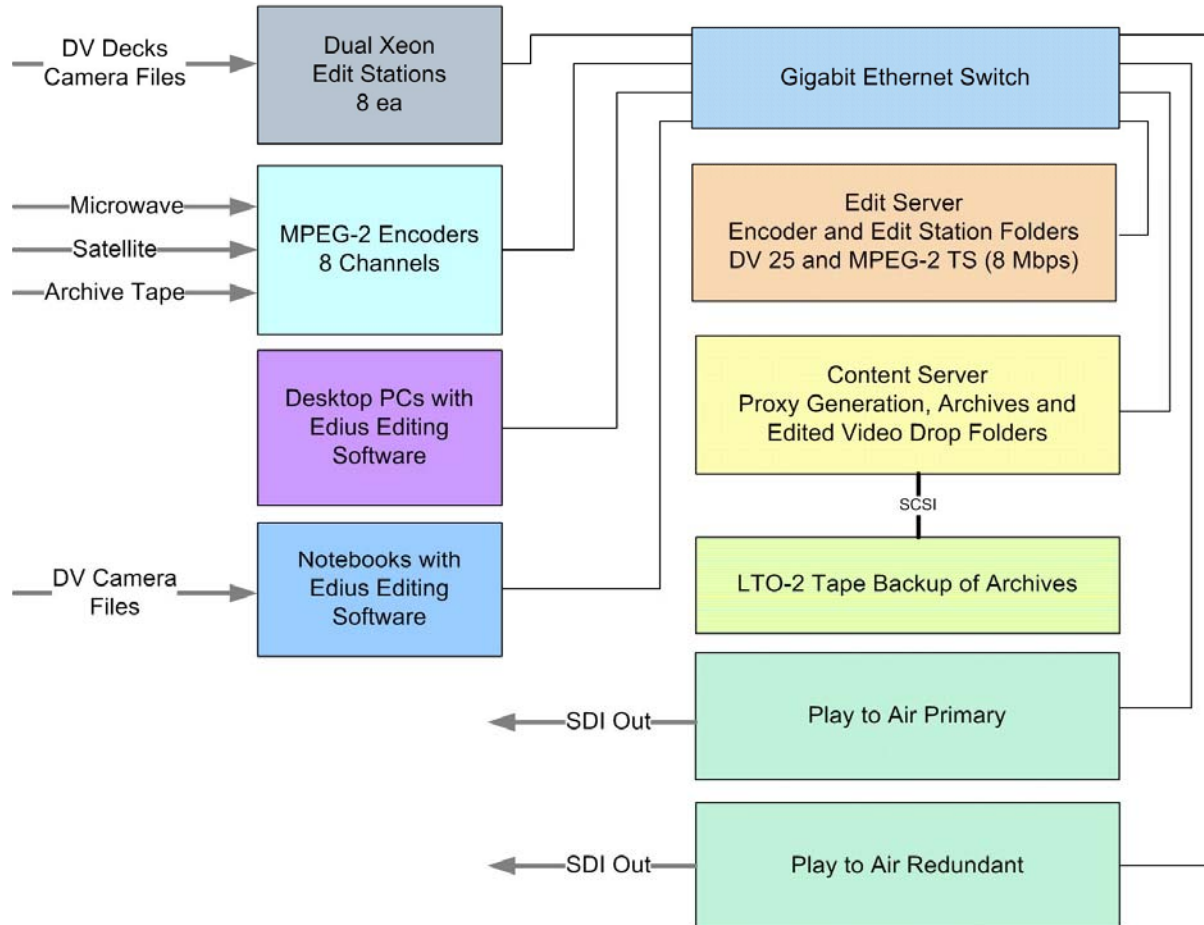 DV Decks
Camera Files
Dual Xeon
Edit Stations
8 ea
Gigabit Ethernet Switch
Microwave
Satellite
Archive Tape
MPEG-2 Encoders
8 Channels
Edit Server
Encoder and Edit Station Folders
DV 25 and MPEG-2 TS (8 Mbps)
Desktop PCs with
Edius Editing
Software
Content Server
Proxy Generation, Archives and
Edited Video Drop Folders
SCSI
DV Camera
Files
Notebooks with
Edius Editing
Software
LTO-2 Tape Backup of Archives
SDI Out
Play to Air Primary
SDI Out
Play to Air Redundant